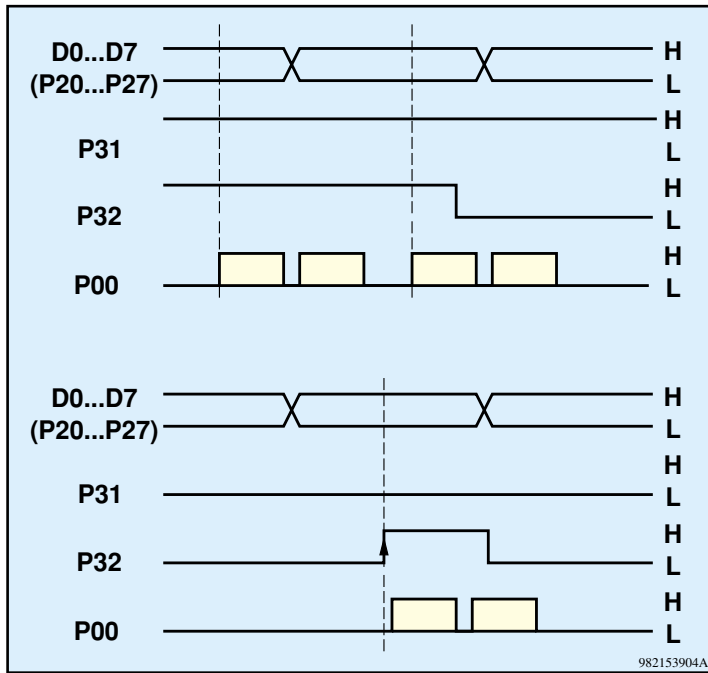 D0...D7 H
(P20...P27) L
H
P31 L
H
P32 L
H
P00 L
D0...D7 H
(P20...P27) L
H
P31 L
H
P32 L
H
P00 L
982153904A